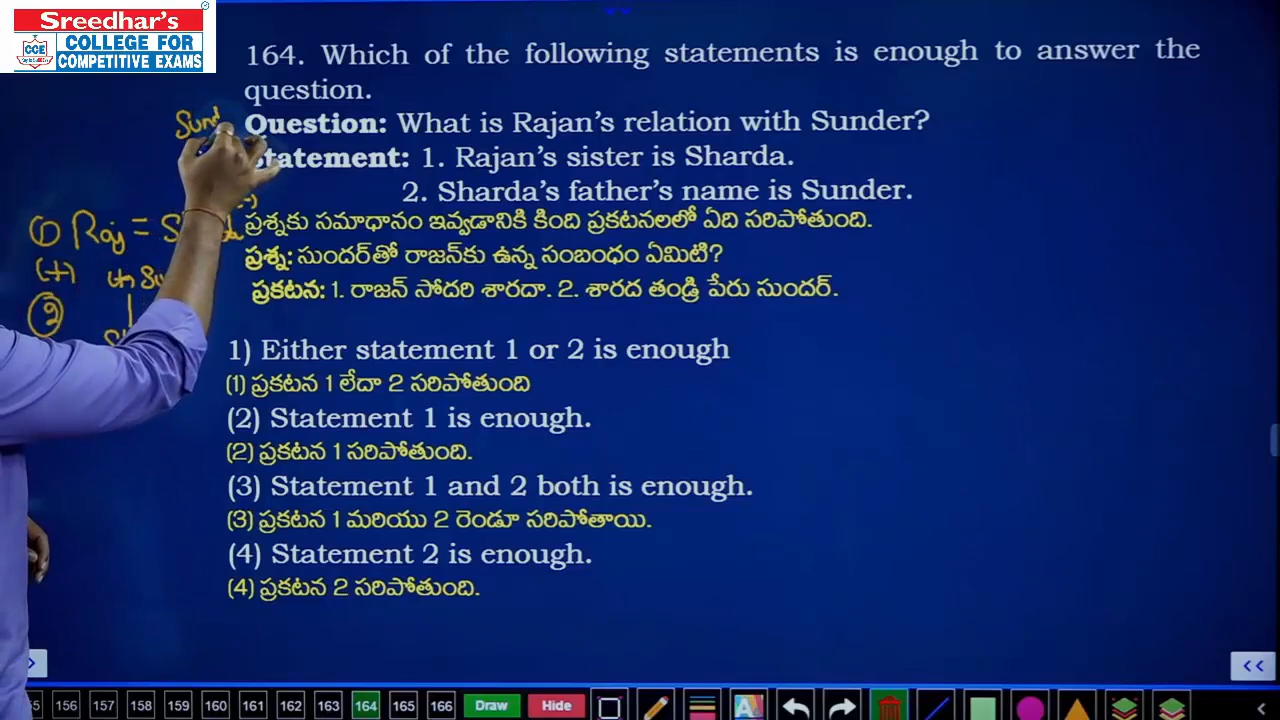 Sreedhar's
CCE
COLLEGE FOR
COMPETITIVE EXAMS
164. Which of the following statements is enough to answer the
question.
Sund
Question: What is Rajan's relation with Sunder?
Statement: 1. Rajan's sister is Sharda.
2. Sharda's father's name is Sunder.
① Raj =
ప్రశ్నకు సమాధానం ఇవ్వడానికి కింది ప్రకటనలలో ఏది సరిపోతుంది.
ప్రశ్న: సుందర్‌తో రాజన్‌కు ఉన్న సంబంధం ఏమిటి?
(+) (+)
ప్రకటన: 1. రాజన్ సోదరి శారదా. 2. శారద తండ్రి పేరు సుందర్.
②
1) Either statement 1 or 2 is enough
(1) ప్రకటన 1 లేదా 2 సరిపోతుంది
(2) Statement 1 is enough.
(2) ప్రకటన 1 సరిపోతుంది.
(3) Statement 1 and 2 both is enough.
(3) ప్రకటన 1 మరియు 2 రెండూ సరిపోతాయి.
(4) Statement 2 is enough.
(4) ప్రకటన 2 సరిపోతుంది.
156 157 158 159 160 161 162 163 164 165 166 Draw Hide